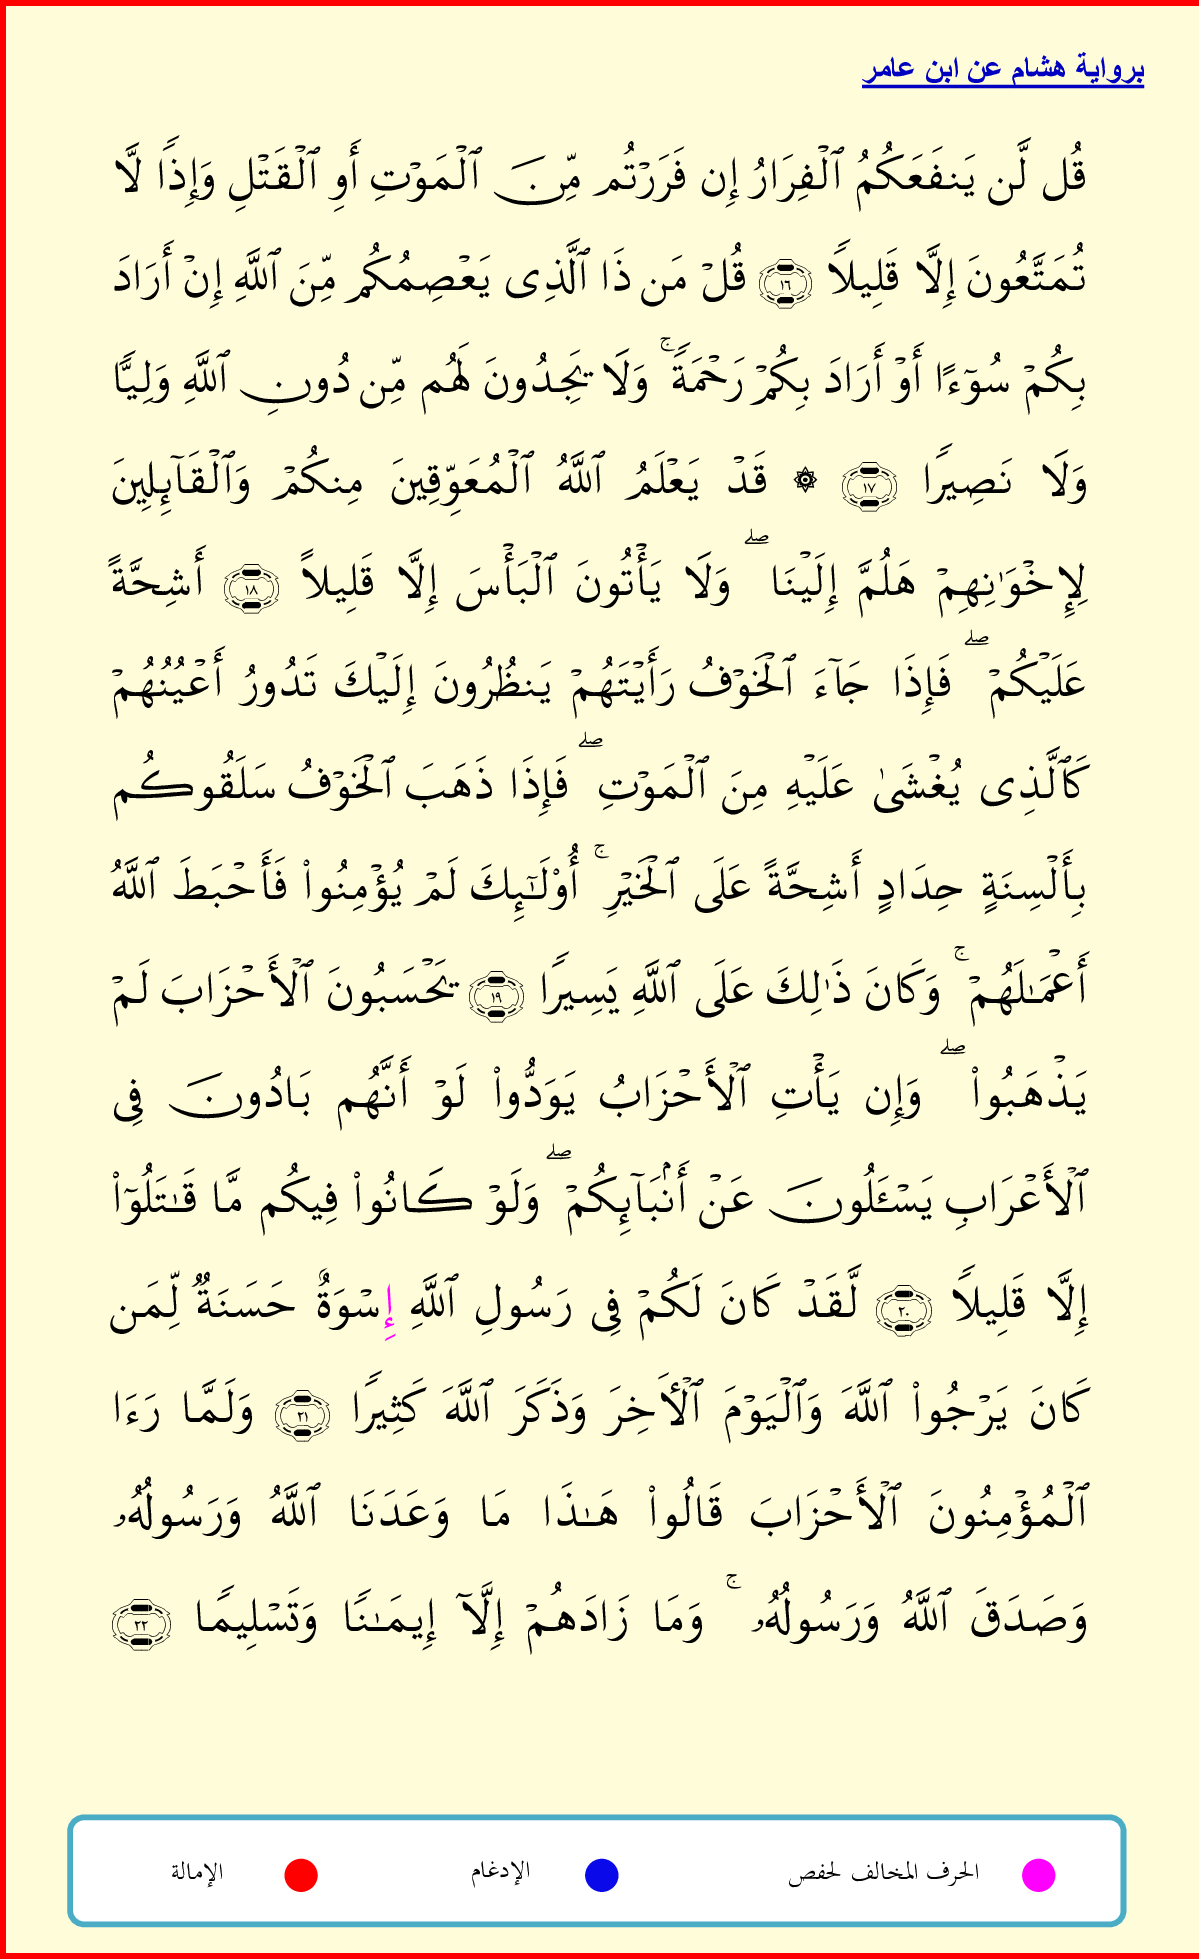 برواية هشام عن ابن عامر
قُل لَّن يَنفَعَكُمُ ٱلْفِرَارُ إِن فَرَرْتُم مِّنَ ٱلْمَوْتِ أَوِ ٱلْقَتْلِ وَإِذًا لَّا
تُمَتَّعُونَ إِلَّا قَلِيلًا ١٦ قُلْ مَن ذَا ٱلَّذِى يَعْصِمُكُم مِّنَ ٱللَّهِ إِنْ أَرَادَ
بِكُمْ سُوٓءًا أَوْ أَرَادَ بِكُمْ رَحْمَةً ۚ وَلَا يَجِدُونَ لَهُم مِّن دُونِ ٱللَّهِ وَلِيًّا
وَلَا نَصِيرًا ١٧ ۞ قَدْ يَعْلَمُ ٱللَّهُ ٱلْمُعَوِّقِينَ مِنكُمْ وَٱلْقَآئِلِينَ
لِإِخْوَٰنِهِمْ هَلُمَّ إِلَيْنَا ۖ وَلَا يَأْتُونَ ٱلْبَأْسَ إِلَّا قَلِيلًا ١٨ أَشِحَّةً
عَلَيْكُمْ ۖ فَإِذَا جَآءَ ٱلْخَوْفُ رَأَيْتَهُمْ يَنظُرُونَ إِلَيْكَ تَدُورُ أَعْيُنُهُمْ
كَٱلَّذِى يُغْشَىٰ عَلَيْهِ مِنَ ٱلْمَوْتِ ۖ فَإِذَا ذَهَبَ ٱلْخَوْفُ سَلَقُوكُم
بِأَلْسِنَةٍ حِدَادٍ أَشِحَّةً عَلَى ٱلْخَيْرِ ۚ أُو۟لَـٰٓئِكَ لَمْ يُؤْمِنُوا۟ فَأَحْبَطَ ٱللَّهُ
أَعْمَـٰلَهُمْ ۚ وَكَانَ ذَٰلِكَ عَلَى ٱللَّهِ يَسِيرًا ١٩ يَحْسَبُونَ ٱلْأَحْزَابَ لَمْ
يَذْهَبُوا۟ ۖ وَإِن يَأْتِ ٱلْأَحْزَابُ يَوَدُّوا۟ لَوْ أَنَّهُم بَادُونَ فِى
ٱلْأَعْرَابِ يَسْـَٔلُونَ عَنْ أَنۢبَآئِكُمْ ۖ وَلَوْ كَانُوا۟ فِيكُم مَّا قَـٰتَلُوٓا۟
إِلَّا قَلِيلًا ٢٠ لَّقَدْ كَانَ لَكُمْ فِى رَسُولِ ٱللَّهِ إِسْوَةٌ حَسَنَةٌ لِّمَن
كَانَ يَرْجُوا۟ ٱللَّهَ وَٱلْيَوْمَ ٱلْـَٔاخِرَ وَذَكَرَ ٱللَّهَ كَثِيرًا ٢١ وَلَمَّا رَءَا
ٱلْمُؤْمِنُونَ ٱلْأَحْزَابَ قَالُوا۟ هَـٰذَا مَا وَعَدَنَا ٱللَّهُ وَرَسُولُهُۥ
وَصَدَقَ ٱللَّهُ وَرَسُولُهُۥ ۚ وَمَا زَادَهُمْ إِلَّآ إِيمَـٰنًا وَتَسْلِيمًا ٢٢
الحرف المخالف لحفص الإدغام الإمالة